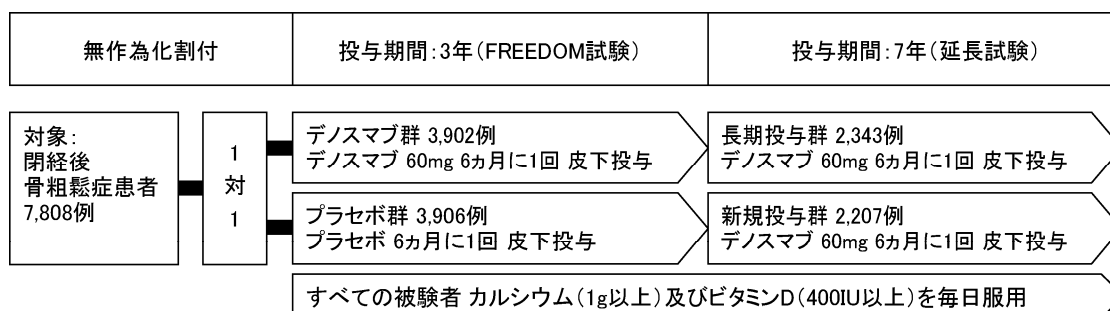 無作為化割付
投与期間:3年(FREEDOM試験)
投与期間:7年(延長試験)
対象:
閉経後
骨粗鬆症患者
7,808例
1
対
1
デノスマブ群 3,902例
デノスマブ 60mg 6ヵ月に1回 皮下投与
長期投与群 2,343例
デノスマブ 60mg 6ヵ月に1回 皮下投与
プラセボ群 3,906例
プラセボ 6ヵ月に1回 皮下投与
新規投与群 2,207例
デノスマブ 60mg 6ヵ月に1回 皮下投与
すべての被験者 カルシウム(1g以上)及びビタミンD(400IU以上)を毎日服用